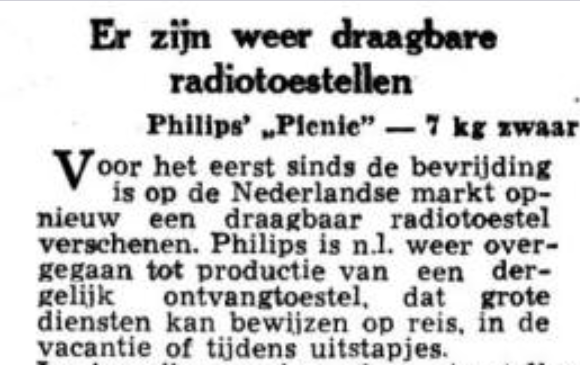 Er zijn weer draagbare
radiotoestellen
Philips' „Picnic” — 7 kg zwaar
Voor het eerst sinds de bevrijding
is op de Nederlandse markt op-
nieuw een draagbaar radiotoestel
verschenen. Philips is n.l. weer over-
gegaan tot productie van een der-
gelijk ontvangtoestel, dat grote
diensten kan bewijzen op reis, in de
vacantie of tijdens uitstapjes.